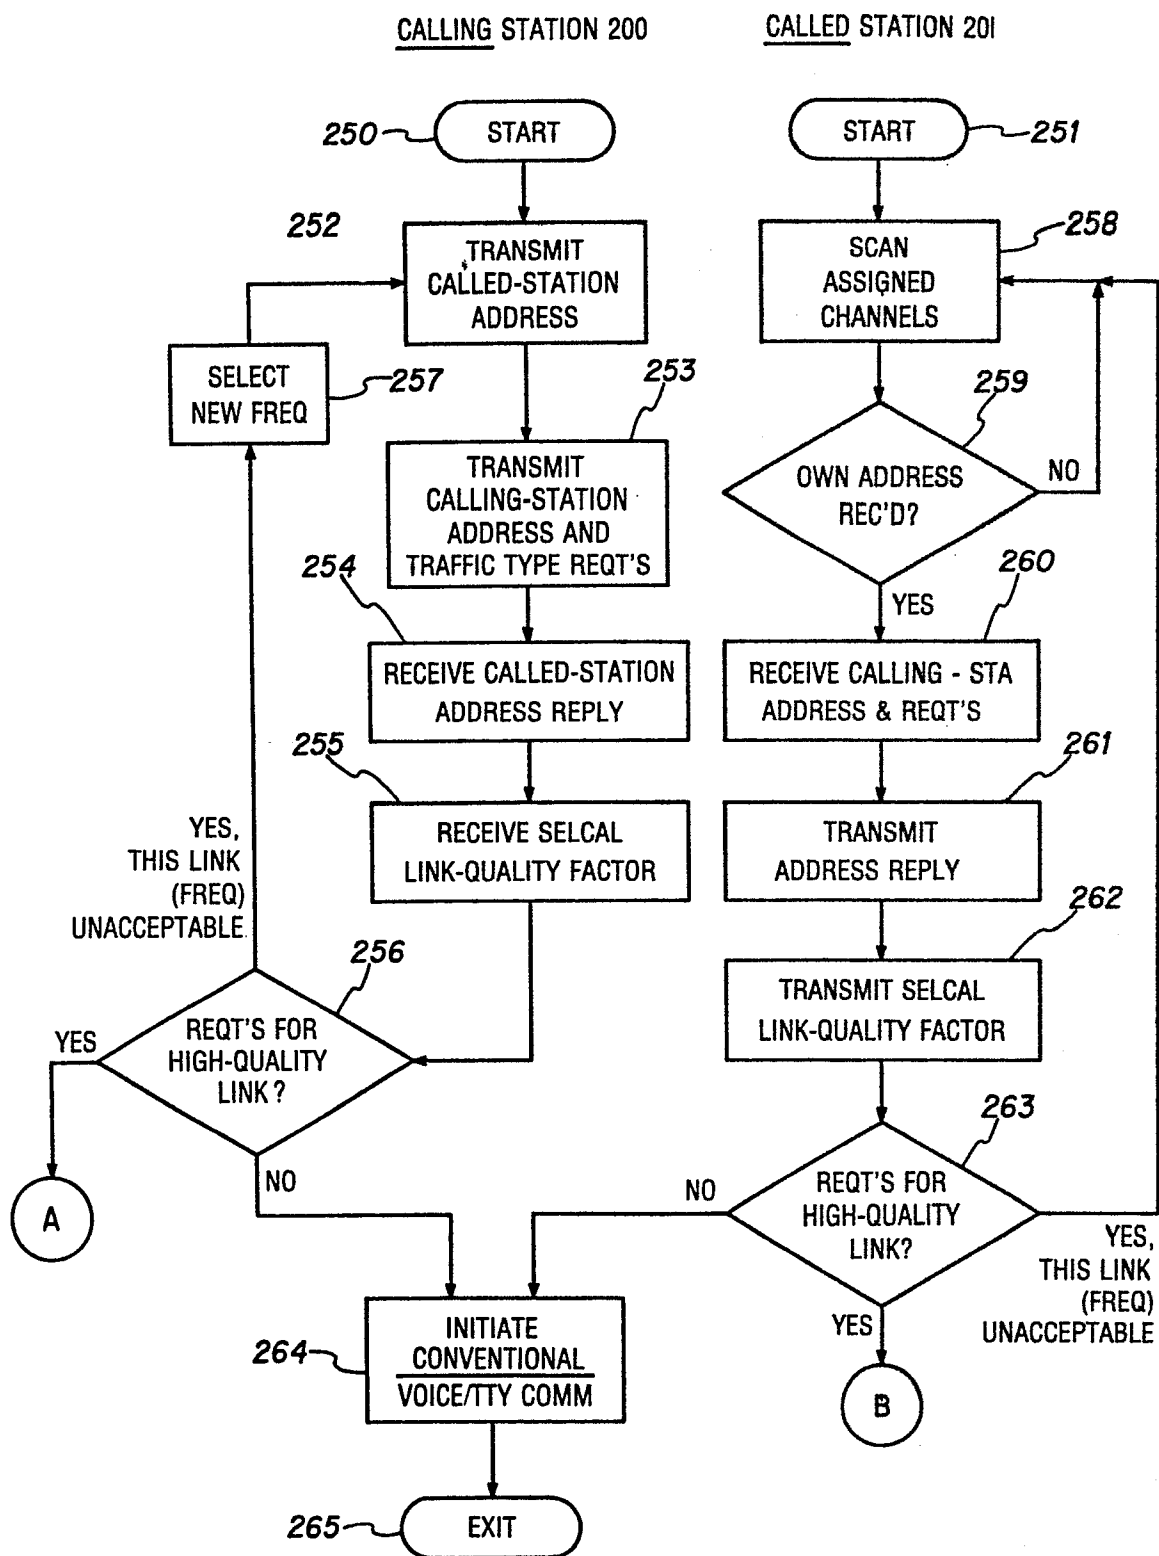 CALLING STATION 200
CALLED STATION 201
250
START
START
251
252
TRANSMIT
CALLED-STATION
ADDRESS
SCAN
ASSIGNED
CHANNELS
258
SELECT
NEW FREQ
257
253
TRANSMIT
CALLING-STATION
ADDRESS AND
TRAFFIC TYPE REQT'S
259
OWN ADDRESS
REC'D?
NO
YES
254
RECEIVE CALLED-STATION
ADDRESS REPLY
260
RECEIVE CALLING - STA
ADDRESS & REQT'S
255
RECEIVE SELCAL
LINK-QUALITY FACTOR
261
TRANSMIT
ADDRESS REPLY
YES,
THIS LINK
(FREQ)
UNACCEPTABLE
262
TRANSMIT SELCAL
LINK-QUALITY FACTOR
256
REQT'S FOR
HIGH-QUALITY
LINK?
YES
A
NO
263
REQT'S FOR
HIGH-QUALITY
LINK?
NO
YES,
THIS LINK
(FREQ)
UNACCEPTABLE
YES
B
264
INITIATE
CONVENTIONAL
VOICE/TTY COMM
265
EXIT